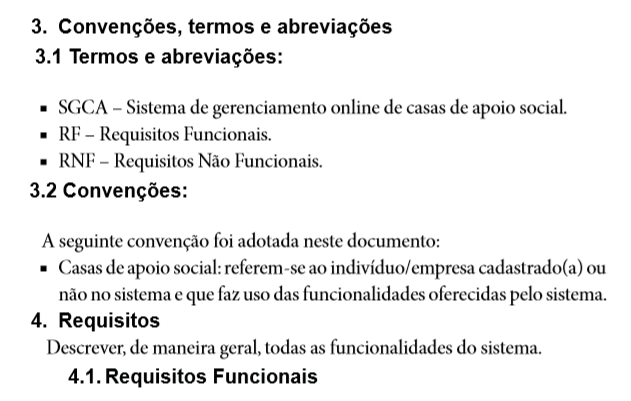 3. Convenções, termos e abreviações
3.1 Termos e abreviações:
▪ SGCA – Sistema de gerenciamento online de casas de apoio social.
▪ RF – Requisitos Funcionais.
▪ RNF – Requisitos Não Funcionais.
3.2 Convenções:
A seguinte convenção foi adotada neste documento:
▪ Casas de apoio social: referem-se ao indivíduo/empresa cadastrado(a) ou
não no sistema e que faz uso das funcionalidades oferecidas pelo sistema.
4. Requisitos
Descrever, de maneira geral, todas as funcionalidades do sistema.
4.1. Requisitos Funcionais